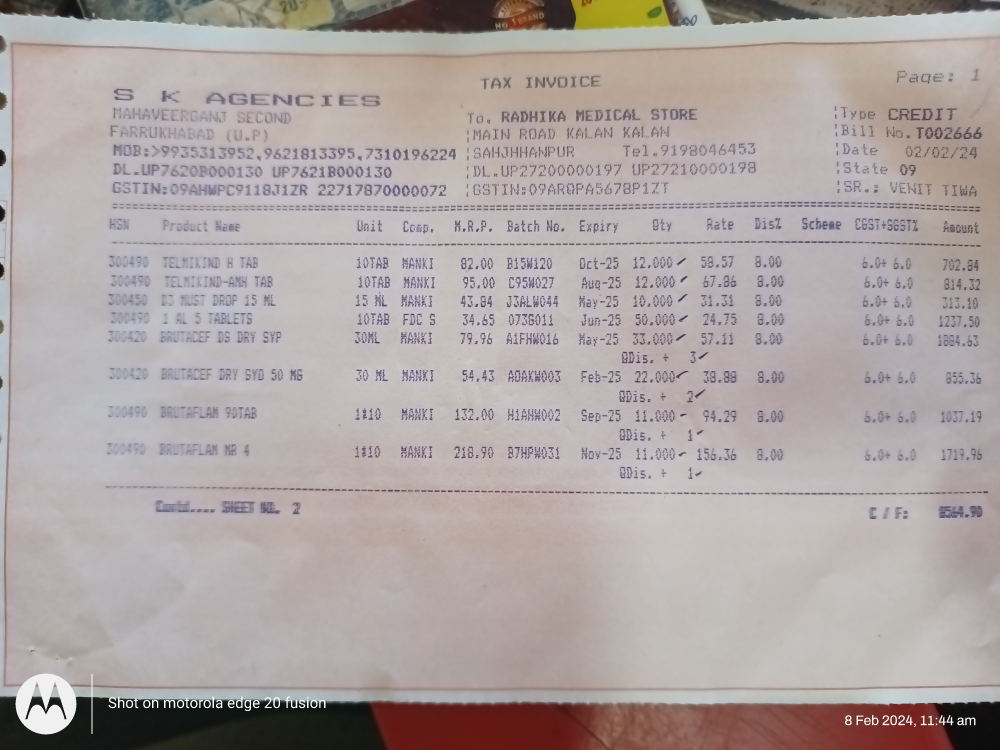 TAX INVOICE
Page: 1
S K AGENCIES
MAHAVEERGANJ SECOND
FARRUKHABAD (U.P)
MOB:>9935313952,9621813395,7310196224
DL.UP7620B000130 UP7621B000130
GSTIN:09AHWPC9118J1ZR 22717870000072
To. RADHIKA MEDICAL STORE
MAIN ROAD KALAN KALAN
SAHJHHANPUR Tel.9198046453
DL.UP27200000197 UP27210000198
GSTIN:09ARQPA5678P1ZT
Type CREDIT
Bill No.T002666
Date 02/02/24
State 09
SR.: VENIT TIWA
HSN Product Name Unit Comp. M.R.P. Batch No. Expiry Qty Rate Dis% Scheme CGST+SGST% Amount
300490 TELMIKIND H TAB 10TAB MANKI 82.00 B15W120 Oct-25 12.000 58.57 8.00 6.0+ 6.0 702.84
300490 TELMIKIND-AMH TAB 10TAB MANKI 95.00 C95W027 Aug-25 12.000 67.86 8.00 6.0+ 6.0 814.32
300450 D3 MUST DROP 15 ML 15 ML MANKI 43.84 J3ALW044 May-25 10.000 31.31 8.00 6.0+ 6.0 313.10
300490 1 AL 5 TABLETS 10TAB FDC S 34.65 073G011 Jun-25 50.000 24.75 8.00 6.0+ 6.0 1237.50
300420 BRUTACEF DS DRY SYP 30ML MANKI 79.96 A1FHW016 May-25 33.000 57.11 8.00 6.0+ 6.0 1884.63
QDis. + 3
300420 BRUTACEF DRY SYD 50 MG 30 ML MANKI 54.43 A0AKW003 Feb-25 22.000 38.88 8.00 6.0+ 6.0 855.36
QDis. + 2
300490 BRUTAFLAM 90TAB 1*10 MANKI 132.00 H1AHW002 Sep-25 11.000 94.29 8.00 6.0+ 6.0 1037.19
QDis. + 1
300490 BRUTAFLAM MR 4 1*10 MANKI 218.90 B7HPW031 Nov-25 11.000 156.36 8.00 6.0+ 6.0 1719.96
QDis. + 1
Contd.... SHEET NO. 2 C / F: 8564.90
Shot on motorola edge 20 fusion
8 Feb 2024, 11:44 am